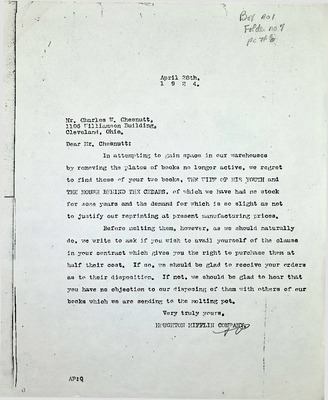 Box no 1
Folder no 9
April 28th,
1 9 2 4.
Mr. Charles W. Chesnutt,
1106 Williamson Building,
Cleveland, Ohio.
Dear Mr. Chesnutt:
In attempting to gain space in our warehouses
by removing the plates of books no longer active, we regret
to find those of your two books, THE WIFE OF HIS YOUTH and
THE HOUSE BEHIND THE CEDARS, of which we have had no stock
for some years and the demand for which is so slight as not
to justify our reprinting at present manufacturing prices.
Before melting them, however, as we should naturally
do, we write to ask if you wish to avail yourself of the clause
in your contract which gives you the right to purchase them at
half their cost. If so, we should be glad to receive your orders
as to their disposition. If not, we should be glad to hear that
you have no objection to our disposing of them with others of our
books which we are sending to the melting pot.
Very truly yours,
HOUGHTON MIFFLIN COMPANY